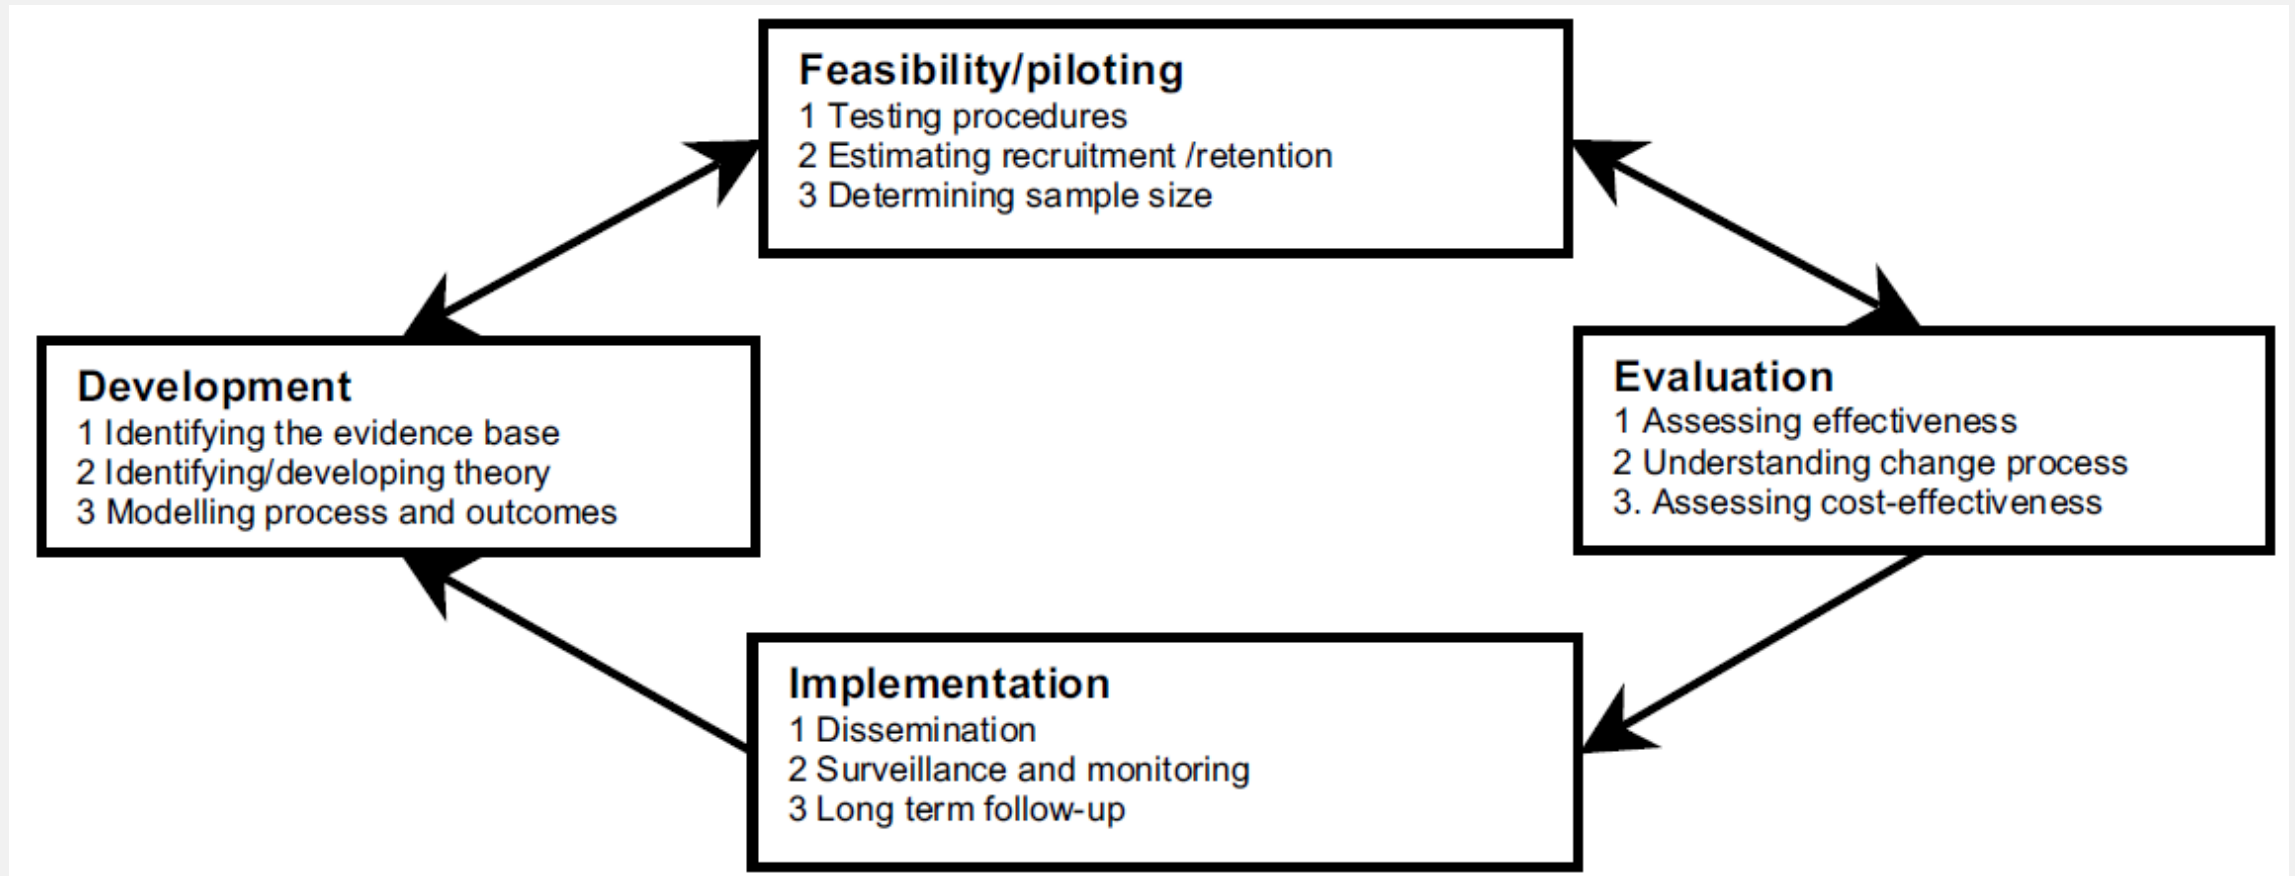 Feasibility/piloting
1 Testing procedures
2 Estimating recruitment /retention
3 Determining sample size
Development
1 Identifying the evidence base
2 Identifying/developing theory
3 Modelling process and outcomes
Evaluation
1 Assessing effectiveness
2 Understanding change process
3. Assessing cost-effectiveness
Implementation
1 Dissemination
2 Surveillance and monitoring
3 Long term follow-up